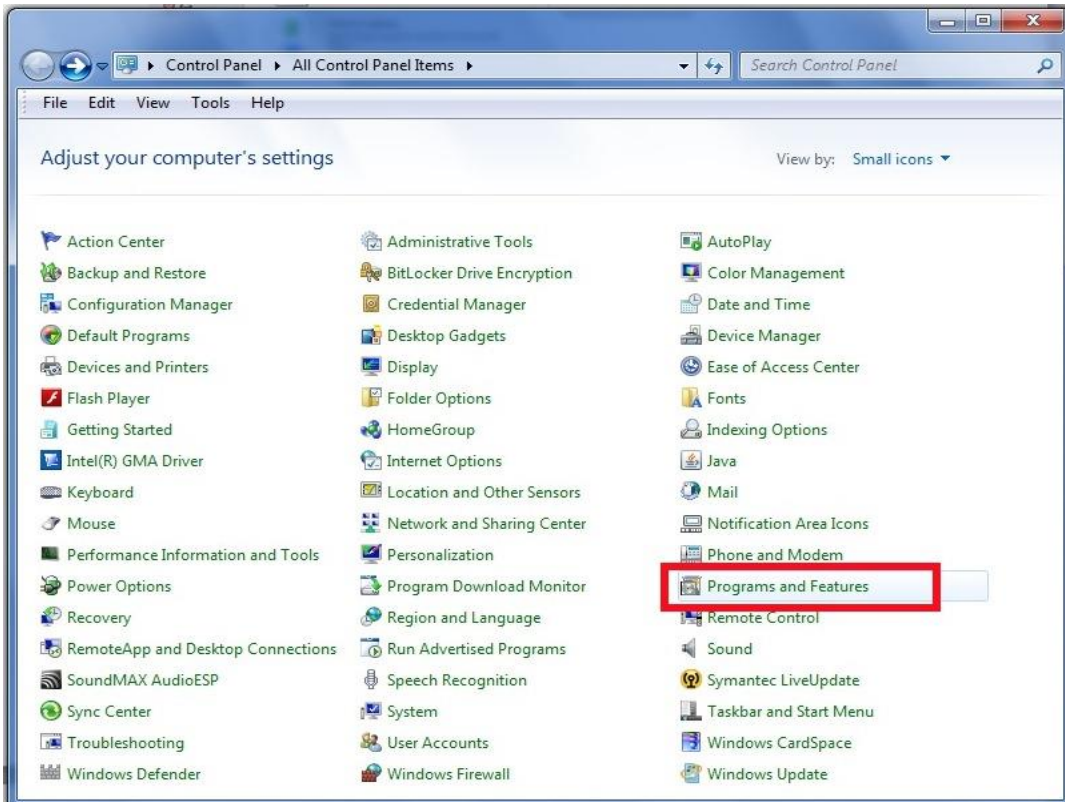 Control Panel All Control Panel Items
Search Control Panel
File Edit View Tools Help
Adjust your computer's settings
View by: Small icons
Action Center Administrative Tools AutoPlay
Backup and Restore BitLocker Drive Encryption Color Management
Configuration Manager Credential Manager Date and Time
Default Programs Desktop Gadgets Device Manager
Devices and Printers Display Ease of Access Center
Flash Player Folder Options Fonts
Getting Started HomeGroup Indexing Options
Intel(R) GMA Driver Internet Options Java
Keyboard Location and Other Sensors Mail
Mouse Network and Sharing Center Notification Area Icons
Performance Information and Tools Personalization Phone and Modem
Power Options Program Download Monitor Programs and Features
Recovery Region and Language Remote Control
RemoteApp and Desktop Connections Run Advertised Programs Sound
SoundMAX AudioESP Speech Recognition Symantec LiveUpdate
Sync Center System Taskbar and Start Menu
Troubleshooting User Accounts Windows CardSpace
Windows Defender Windows Firewall Windows Update